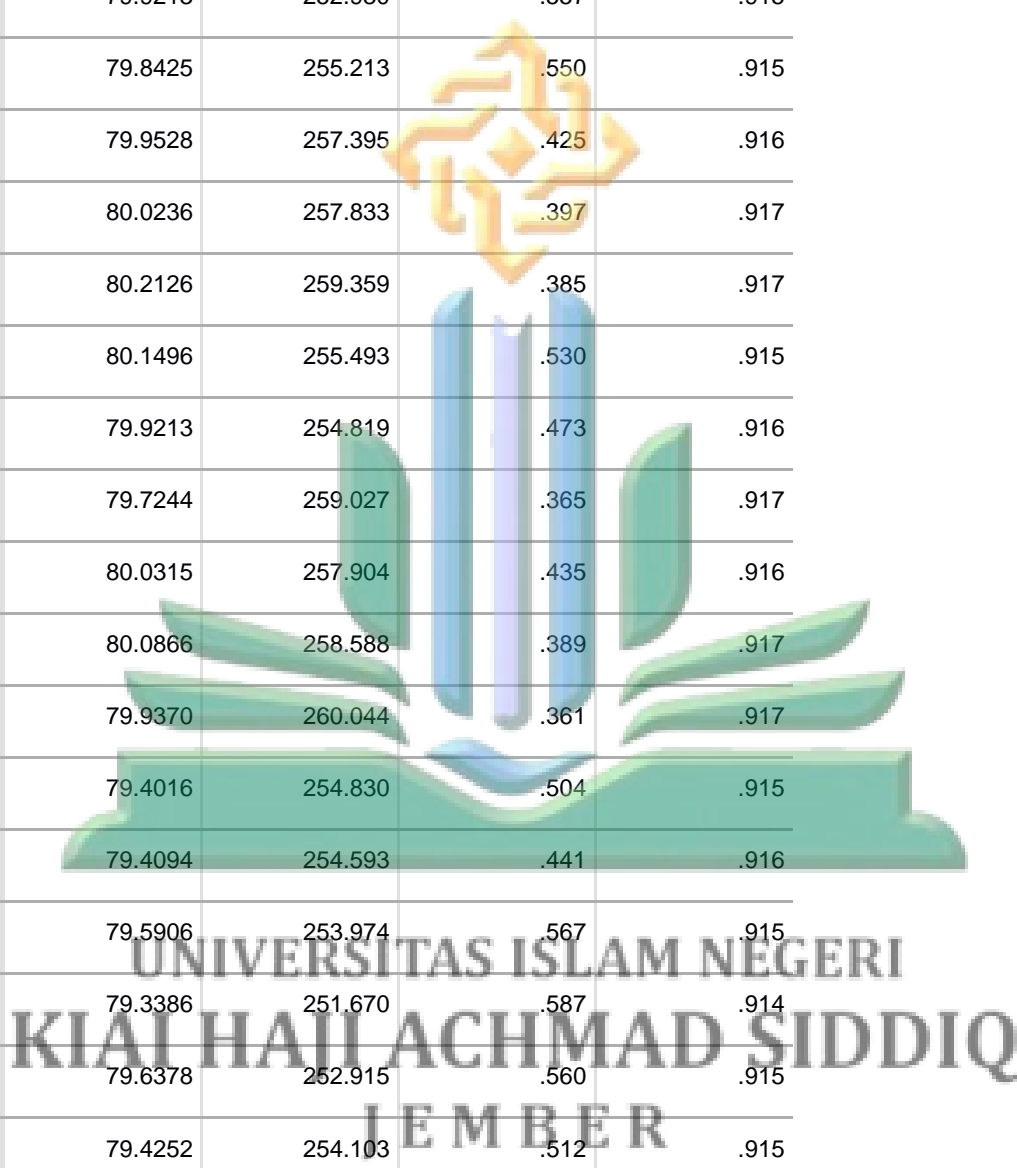 79.8425 255.213 .550 .915
79.9528 257.395 .425 .916
80.0236 257.833 .397 .917
80.2126 259.359 .385 .917
80.1496 255.493 .530 .915
79.9213 254.819 .473 .916
79.7244 259.027 .365 .917
80.0315 257.904 .435 .916
80.0866 258.588 .389 .917
79.9370 260.044 .361 .917
79.4016 254.830 .504 .915
79.4094 254.593 .441 .916
79.5906 253.974 .567 .915
UNIVERSITAS ISLAM NEGERI
79.3386 251.670 .587 .914
KIAI HAJI ACHMAD SIDDIQ
79.6378 252.915 .560 .915
JEMBER
79.4252 254.103 .512 .915